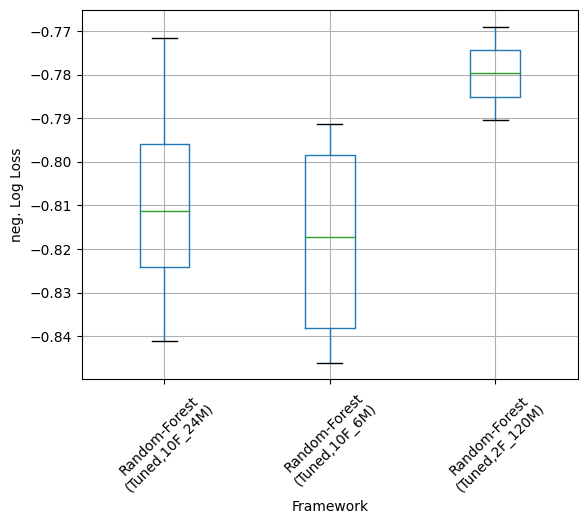 −0.77
−0.78
−0.79
−0.80
−0.81
−0.82
−0.83
−0.84
neg. Log Loss
Random-Forest
(Tuned,10F_24M)
Random-Forest
(Tuned,10F_6M)
Random-Forest
(Tuned,2F_120M)
Framework